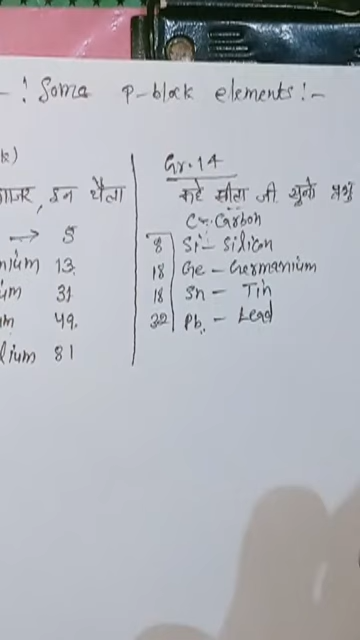 ! Some p-block elements :-
Gr. 14
गाजर, इन थैला
कहे सीता जी सुनो प्रभु
→ 5
C - Carbon
8 Si - Silicon
nium 13
18 Ge - Germanium
um 31
18 Sn - Tin
um 49
32 Pb - Lead
lium 81